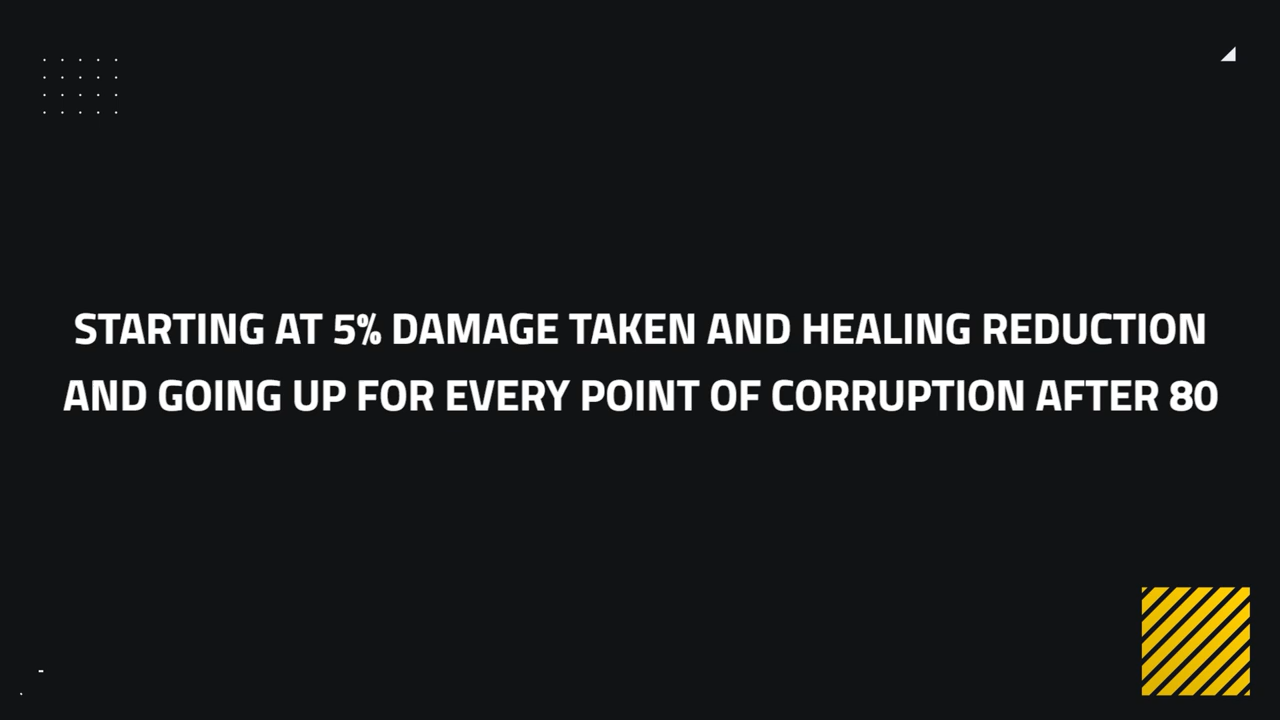 STARTING AT 5% DAMAGE TAKEN AND HEALING REDUCTION
AND GOING UP FOR EVERY POINT OF CORRUPTION AFTER 80